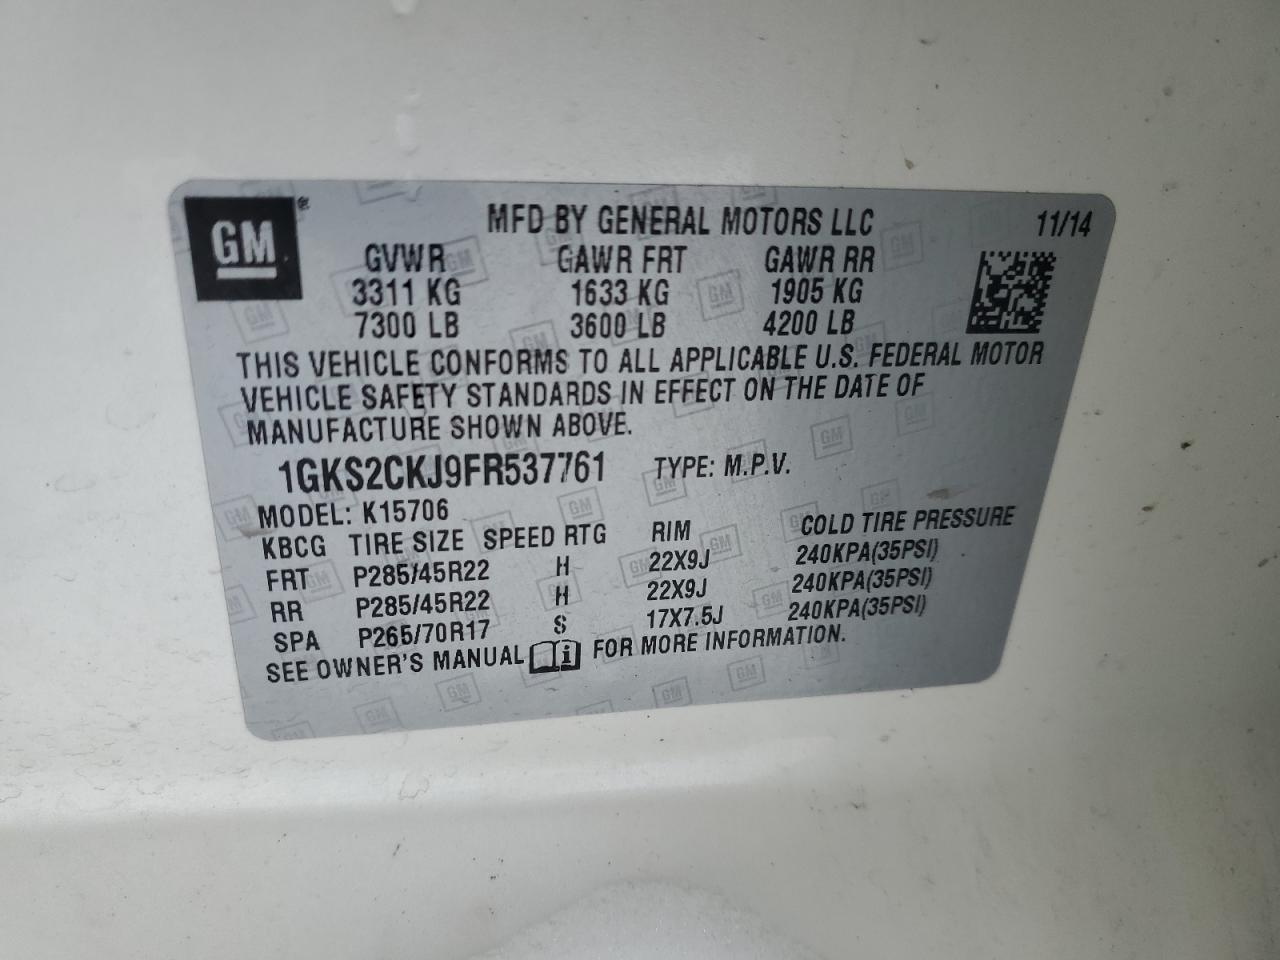 GM ®
MFD BY GENERAL MOTORS LLC 11/14
GVWR GAWR FRT GAWR RR
3311 KG 1633 KG 1905 KG
7300 LB 3600 LB 4200 LB
THIS VEHICLE CONFORMS TO ALL APPLICABLE U.S. FEDERAL MOTOR
VEHICLE SAFETY STANDARDS IN EFFECT ON THE DATE OF
MANUFACTURE SHOWN ABOVE.
1GKS2CKJ9FR537761 TYPE: M.P.V.
MODEL: K15706
KBCG TIRE SIZE SPEED RTG RIM COLD TIRE PRESSURE
FRT P285/45R22 H 22X9J 240KPA(35PSI)
RR P285/45R22 H 22X9J 240KPA(35PSI)
SPA P265/70R17 S 17X7.5J 240KPA(35PSI)
SEE OWNER'S MANUAL i FOR MORE INFORMATION.